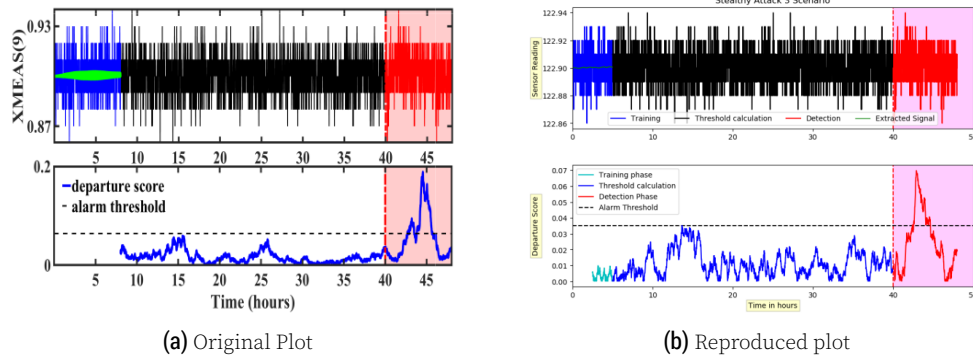 0.93
XMEAS(9)
0.87
5 10 15 20 25 30 35 40 45
0.2
departure score
alarm threshold
0
5 10 15 20 25 30 35 40 45
Time (hours)
(a) Original Plot
Stealthy Attack 3 Scenario
122.94
122.92
122.90
122.88
122.86
Sensor Reading
Training Threshold calculation Detection Extracted Signal
0 10 20 30 40 50
0.07
0.06
0.05
0.04
0.03
0.02
0.01
0.00
Departure Score
Training phase
Threshold calculation
Detection Phase
Alarm Threshold
0 10 20 30 40 50
Time in hours
(b) Reproduced plot